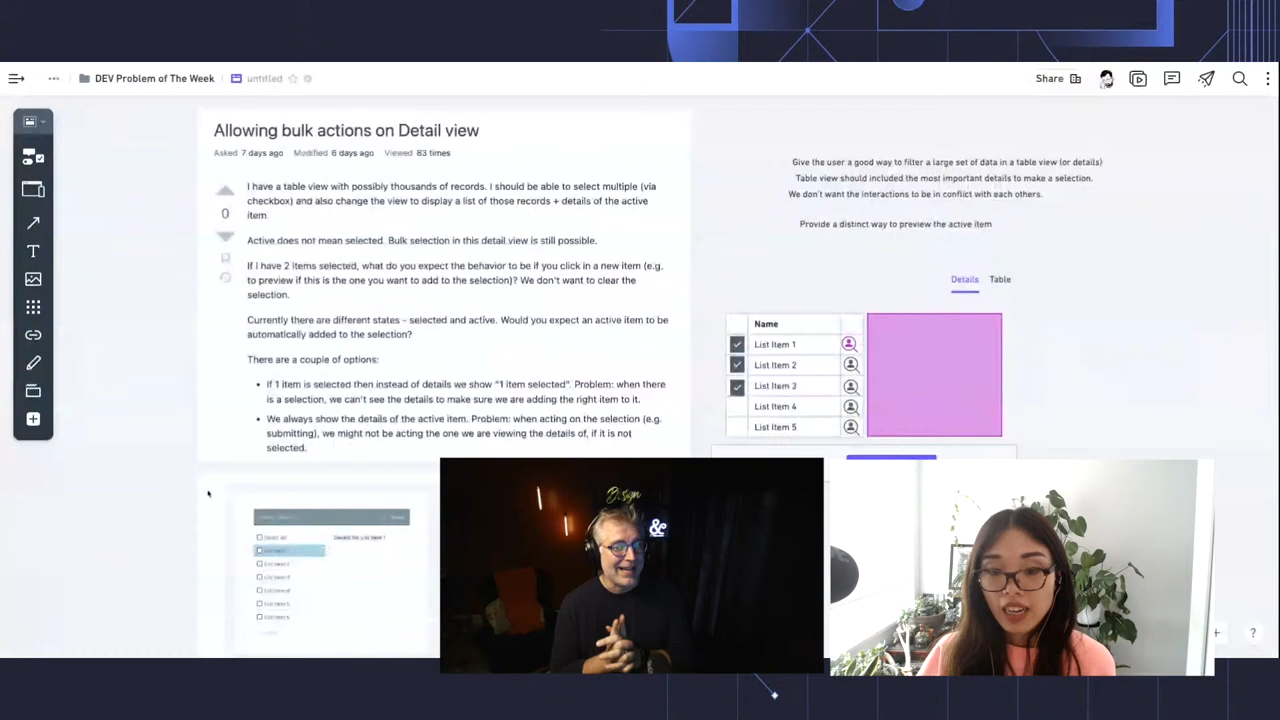 DEV Problem of The Week / untitled
Share
Allowing bulk actions on Detail view
Asked 7 days ago Modified 6 days ago Viewed 83 times
I have a table view with possibly thousands of records. I should be able to select multiple (via
checkbox) and also change the view to display a list of those records + details of the active
item
0
Active does not mean selected. Bulk selection in this detail view is still possible.
If I have 2 items selected, what do you expect the behavior to be if you click in a new item (e.g.
to preview if this is the one you want to add to the selection)? We don't want to clear the
selection.
Currently there are different states - selected and active. Would you expect an active item to be
automatically added to the selection?
There are a couple of options:
• If 1 item is selected then instead of details we show "1 item selected". Problem: when there
is a selection, we can't see the details to make sure we are adding the right item to it.
• We always show the details of the active item. Problem: when acting on the selection (e.g.
submitting), we might not be acting the one we are viewing the details of, if it is not
selected.
Give the user a good way to filter a large set of data in a table view (or details)
Table view should included the most important details to make a selection.
We don't want the interactions to be in conflict with each others.
Provide a distinct way to preview the active item
Details Table
Name
List Item 1
List Item 2
List Item 3
List Item 4
List Item 5
T
&
+ ?